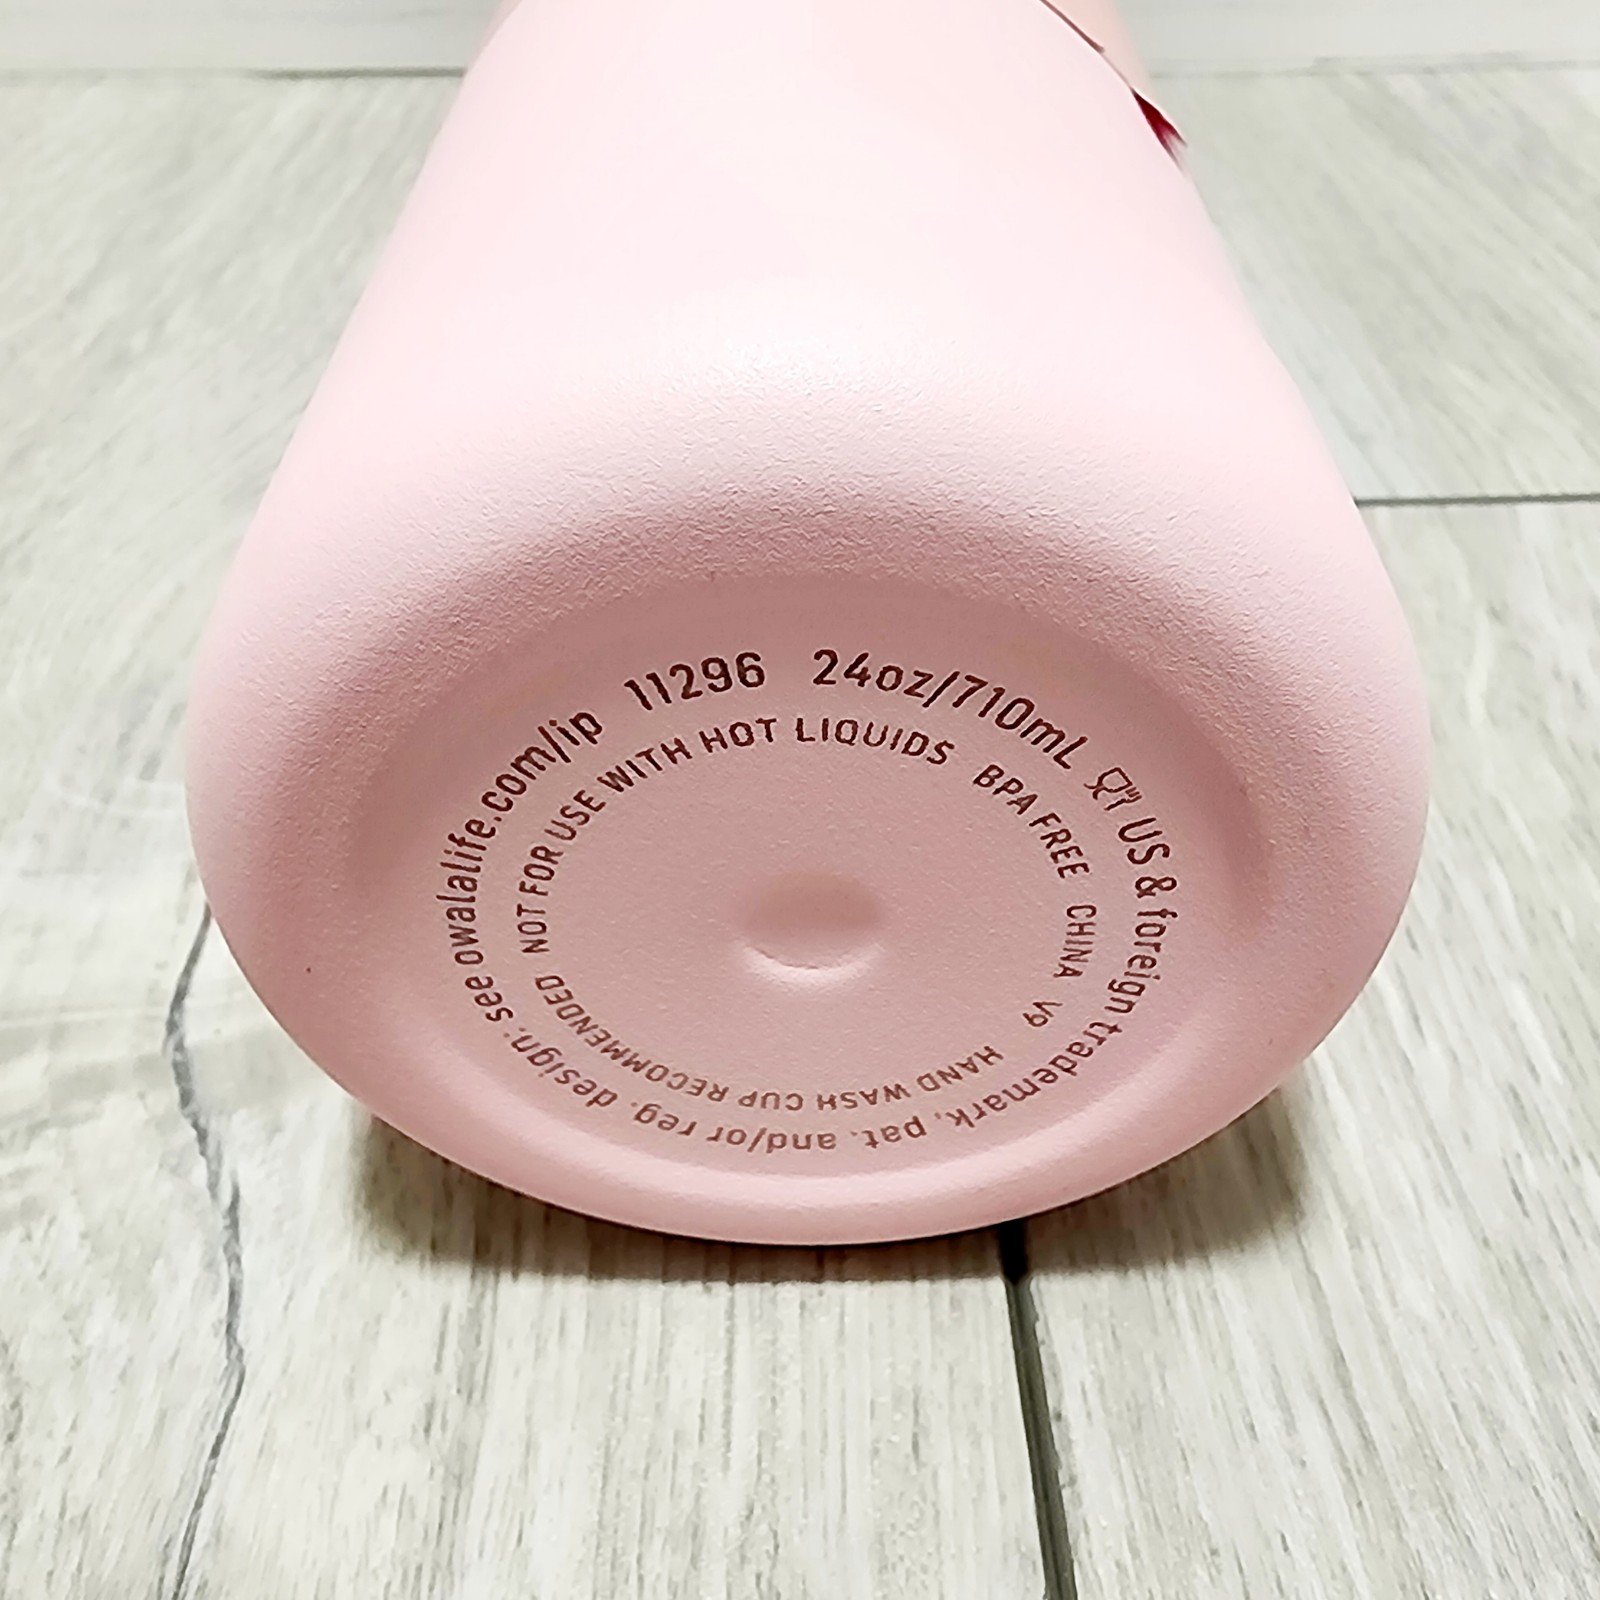 11296 24oz/710mL US & foreign trademark, pat. and/or reg. design: see owalalife.com/ip
NOT FOR USE WITH HOT LIQUIDS BPA FREE CHINA V9 HAND WASH CUP RECOMMENDED